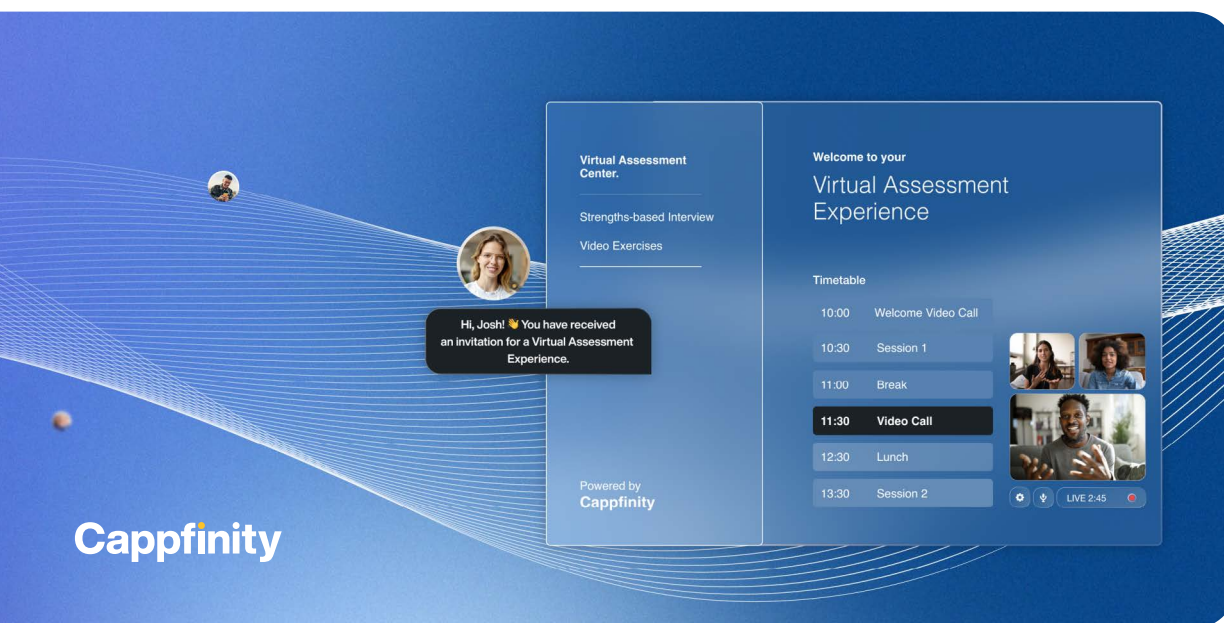 Virtual Assessment
Center.
Strengths-based Interview
Video Exercises
Hi, Josh! 👋 You have received
an invitation for a Virtual Assessment
Experience.
Powered by
Cappfinity
Welcome to your
Virtual Assessment
Experience
Timetable
10:00 Welcome Video Call
10:30 Session 1
11:00 Break
11:30 Video Call
12:30 Lunch
13:30 Session 2
LIVE 2:45
Cappfinity